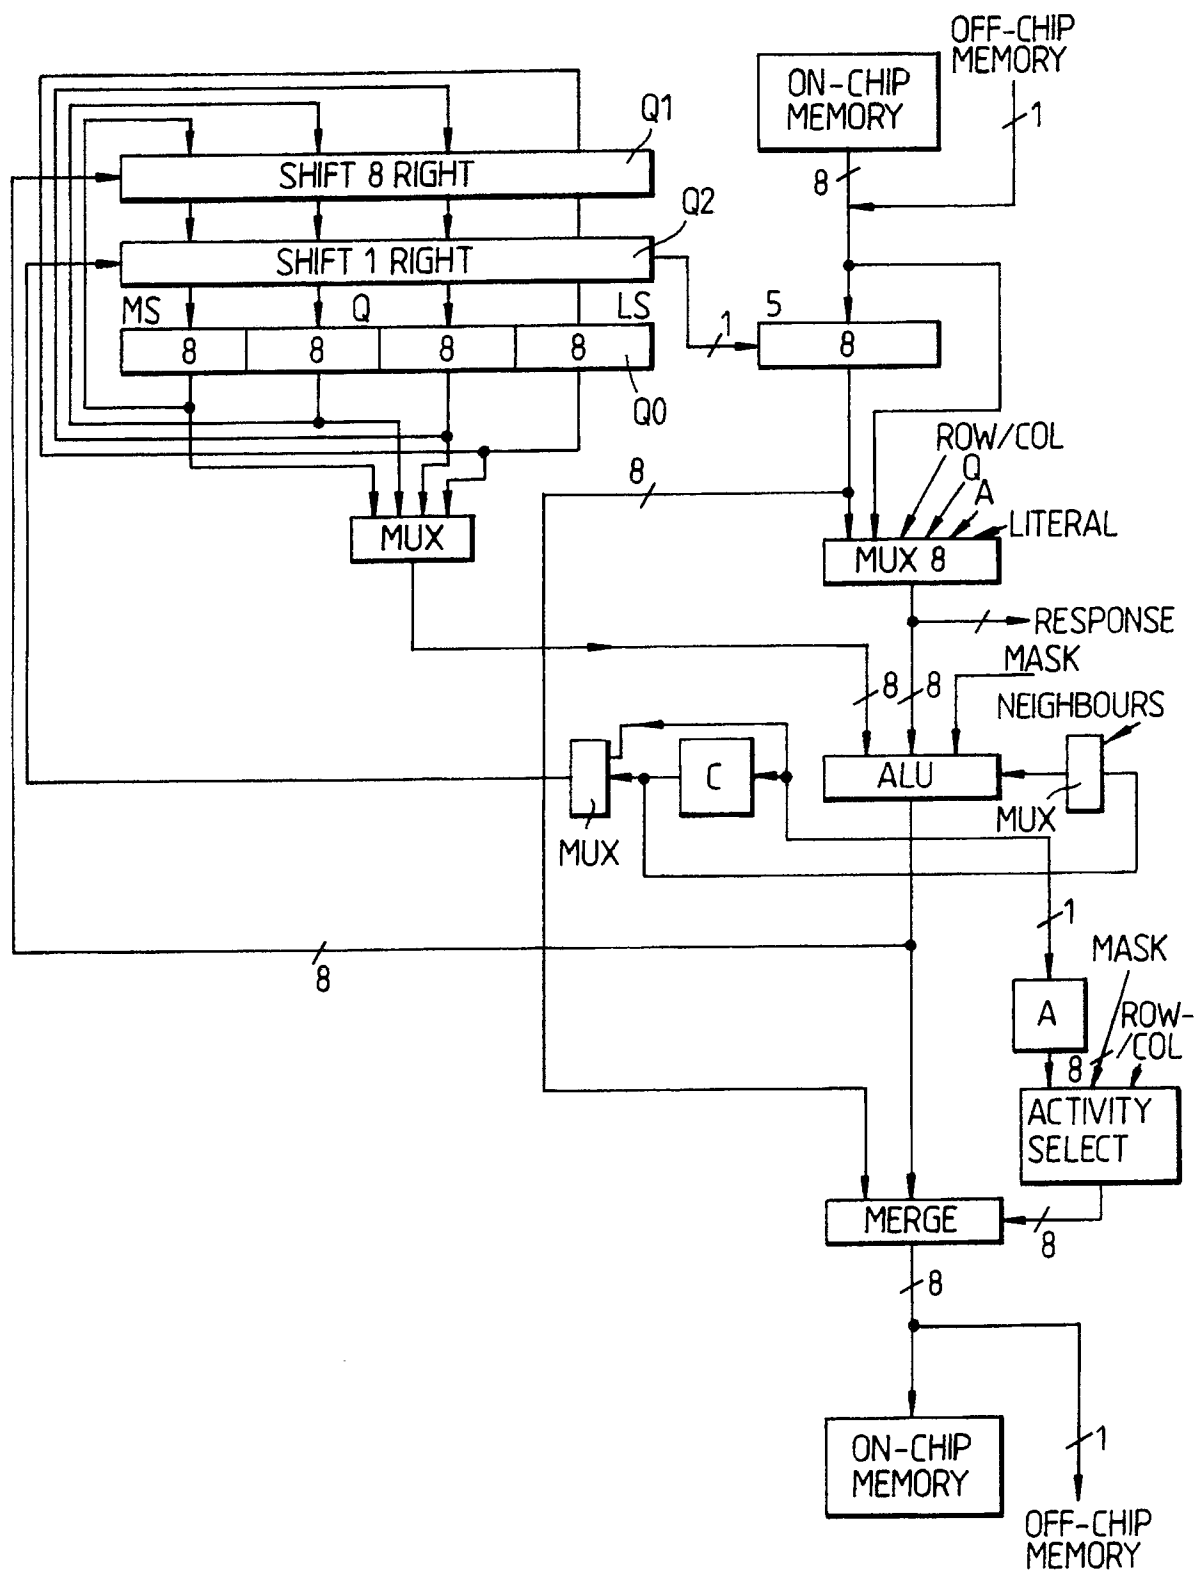 OFF-CHIP
MEMORY
ON-CHIP
MEMORY
1
8
Q1
SHIFT 8 RIGHT
Q2
SHIFT 1 RIGHT
MS Q LS
8 8 8 8
Q0
1
5
8
ROW/COL
Q
A
LITERAL
8
MUX
MUX 8
RESPONSE
MASK
8 8
NEIGHBOURS
C
ALU
MUX
MUX
1
8
MASK
A
ROW-
/COL
8
ACTIVITY
SELECT
MERGE
8
8
ON-CHIP
MEMORY
1
OFF-CHIP
MEMORY